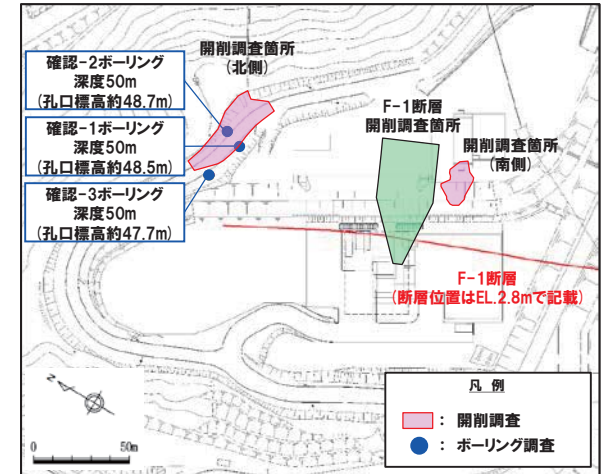 確認-2ボーリング
深度50m
(孔口標高約48.7m)
確認-1ボーリング
深度50m
(孔口標高約48.5m)
確認-3ボーリング
深度50m
(孔口標高約47.7m)
開削調査箇所
(北側)
F-1断層
開削調査箇所
開削調査箇所
(南側)
F-1断層
(断層位置はEL.2.8mで記載)
N
0 50m
凡 例
： 開削調査
： ボーリング調査